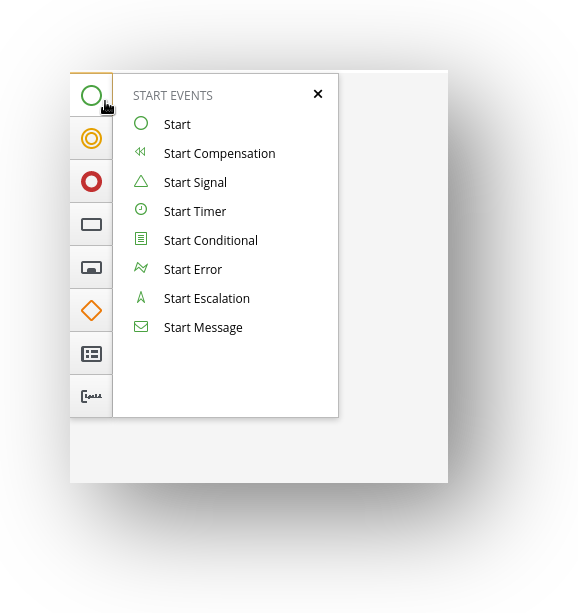 START EVENTS
Start
Start Compensation
Start Signal
Start Timer
Start Conditional
Start Error
Start Escalation
Start Message